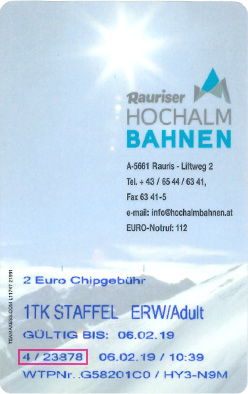 Rauriser
HOCHALM
BAHNEN
A-5661 Rauris - Liftweg 2
Tel. + 43 / 65 44 / 63 41,
Fax 63 41-5
e-mail: info@hochalmbahnen.at
EURO-Notruf: 112
2 Euro Chipgebühr
1TK STAFFEL ERW/Adult
GÜLTIG BIS: 06.02.19
4 / 23878 06.02.19 / 10:39
WTPNr. .G58201C0 / HY3-N9M